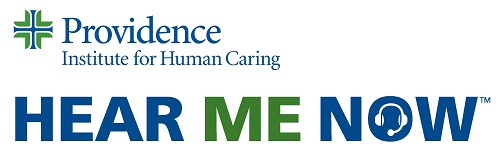 Providence
Institute for Human Caring
HEAR ME NOW™